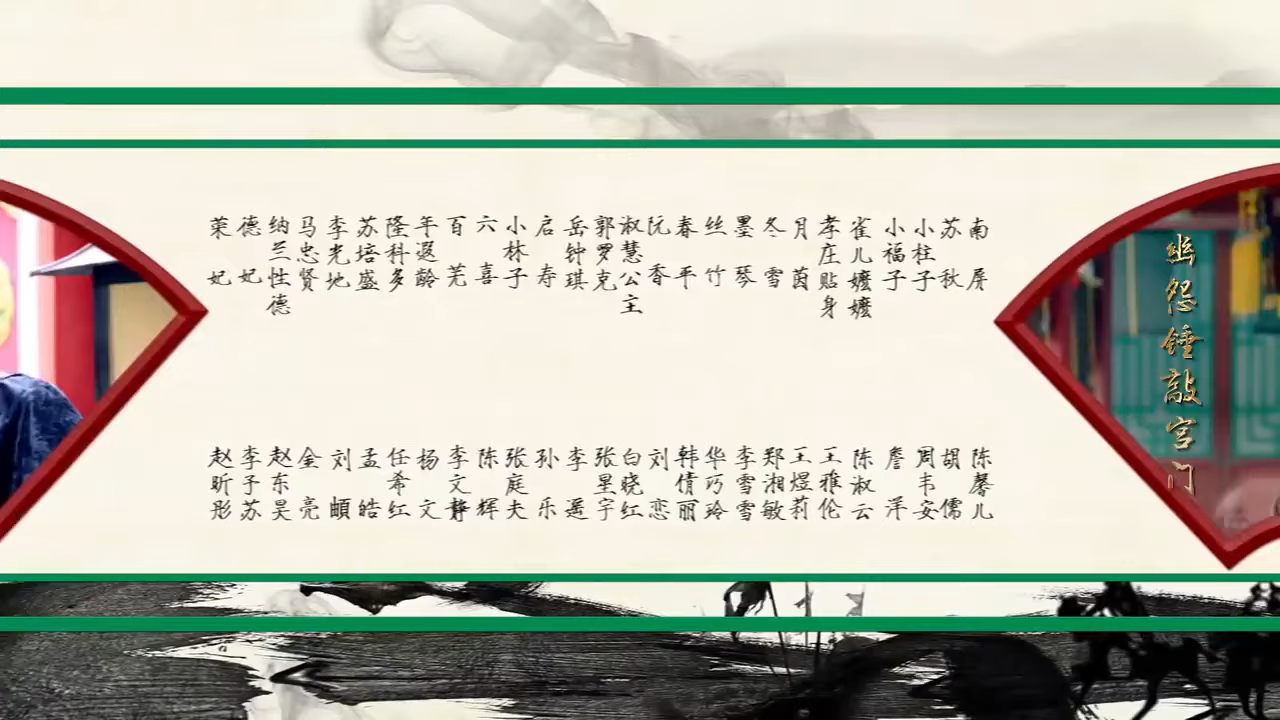 幽怨锤敲宫门
南屏
苏秋
小柱子
小福子
雀儿嬷嬷
孝庄贴身
月茵
冬雪
墨琴
丝竹
春平
阮香
淑慧公主
郭罗克
岳钟琪
启寿
小林子
六喜
百芜
年遐龄
隆科多
苏培盛
李光地
马忠贤
纳兰性德
德妃
荣妃
陈馨儿
胡儒
周韦安
詹洋
陈淑云
王雅伦
王煜莉
郑湘敏
李雪雪
华巧玲
韩倩丽
刘恋
白晓红
张星宇
李遥
孙乐
张庭夫
陈辉
李文静
杨文
任希红
孟皓
刘頔
金亮
赵东昊
李子苏
赵昕彤